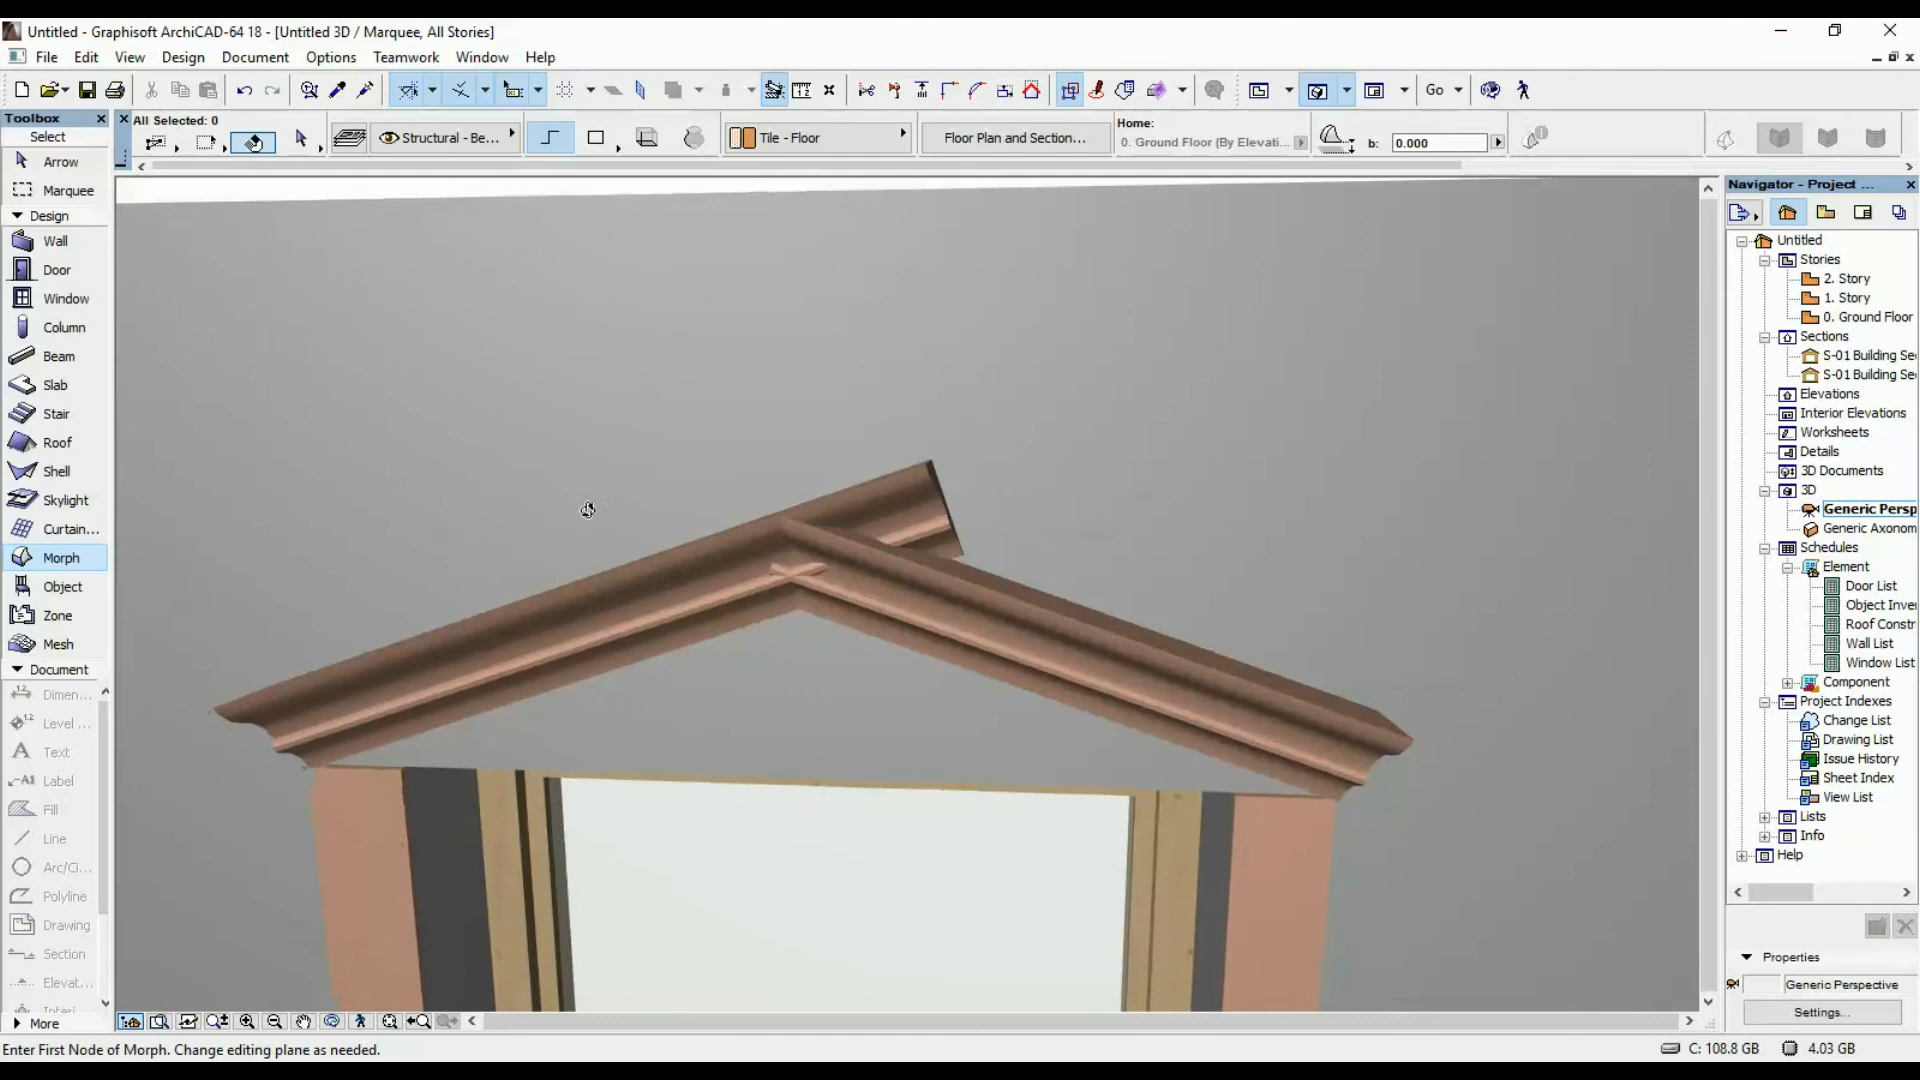 Untitled - Graphisoft ArchiCAD-64 18 - [Untitled 3D / Marquee, All Stories]
File Edit View Design Document Options Teamwork Window Help
Go
Toolbox
Select
Arrow
Marquee
Design
Wall
Door
Window
Column
Beam
Slab
Stair
Roof
Shell
Skylight
Curtain...
Morph
Object
Zone
Mesh
Document
Dimen...
Level ...
Text
Label
Fill
Line
Arc/Ci...
Polyline
Drawing
Section
Elevat...
Interi
More
All Selected: 0
Structural - Be...
Tile - Floor
Floor Plan and Section...
Home:
0. Ground Floor (By Elevati...
b: 0.000
Navigator - Project ...
Untitled
Stories
2. Story
1. Story
0. Ground Floor
Sections
S-01 Building Se
S-01 Building Se
Elevations
Interior Elevations
Worksheets
Details
3D Documents
3D
Generic Persp
Generic Axonom
Schedules
Element
Door List
Object Inve
Roof Constr
Wall List
Window List
Component
Project Indexes
Change List
Drawing List
Issue History
Sheet Index
View List
Lists
Info
Help
Properties
Generic Perspective
Settings...
Enter First Node of Morph. Change editing plane as needed.
C: 108.8 GB
4.03 GB